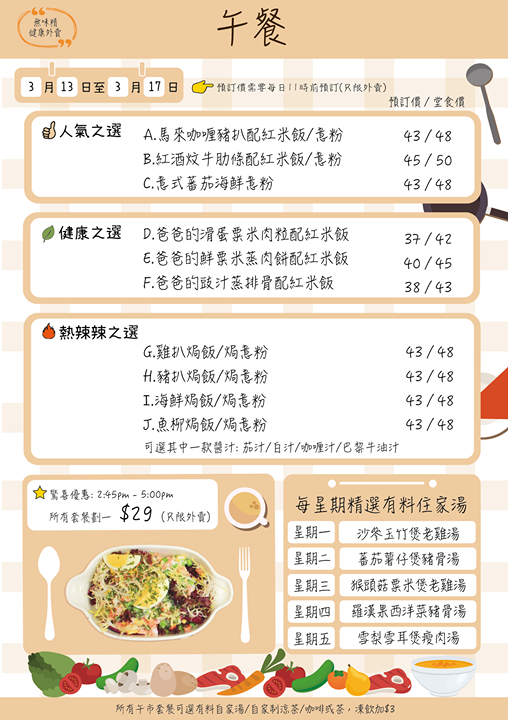 無味精
健康外賣
午餐
3 月 13 日至 3 月 17 日
預訂價需要每日11時前預訂(只限外賣)
預訂價 / 堂食價
人氣之選
A.馬來咖喱豬扒配紅米飯/意粉 43 / 48
B.紅酒炆牛肋條配紅米飯/意粉 45 / 50
C.意式蕃茄海鮮意粉 43 / 48
健康之選
D.爸爸的滑蛋粟米肉粒配紅米飯 37 / 42
E.爸爸的鮮粟米蒸肉餅配紅米飯 40 / 45
F.爸爸的豉汁蒸排骨配紅米飯 38 / 43
熱辣辣之選
G.雞扒焗飯/焗意粉 43 / 48
H.豬扒焗飯/焗意粉 43 / 48
I.海鮮焗飯/焗意粉 43 / 48
J.魚柳焗飯/焗意粉 43 / 48
可選其中一款醬汁: 茄汁/白汁/咖喱汁/巴黎牛油汁
驚喜優惠: 2:45pm - 5:00pm
所有套餐劃一 $29 (只限外賣)
每星期精選有料住家湯
星期一 沙參玉竹煲老雞湯
星期二 蕃茄薯仔煲豬骨湯
星期三 猴頭菇粟米煲老雞湯
星期四 羅漢果西洋菜豬骨湯
星期五 雪梨雪耳煲瘦肉湯
所有午市套餐可選有料自家湯/自家制涼茶/咖啡或茶，凍飲加$3